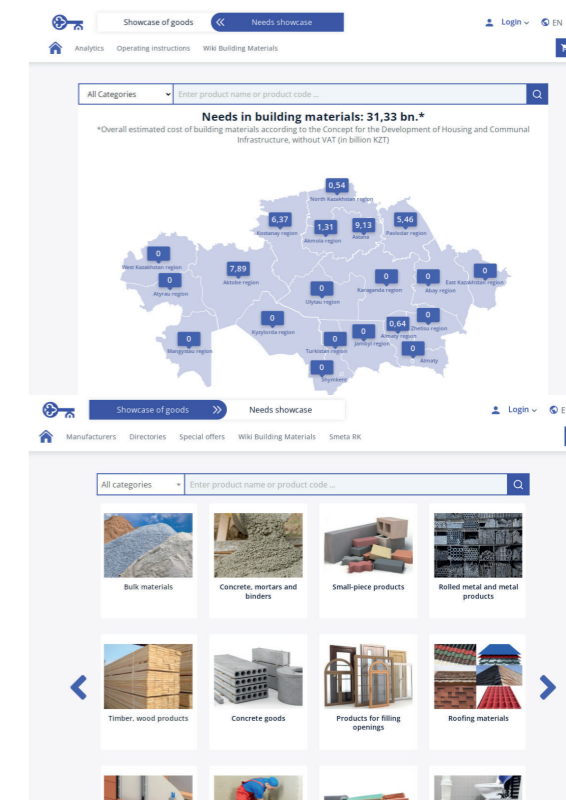 Showcase of goods
Needs showcase
Login
EN
Analytics
Operating instructions
Wiki Building Materials
All Categories
Enter product name or product code ...
Needs in building materials: 31,33 bn.*
*Overall estimated cost of building materials according to the Concept for the Development of Housing and Communal
Infrastructure, without VAT (in billion KZT)
0,54
North Kazakhstan region
6,37
Kostanay region
1,31
Akmola region
9,13
Astana
5,46
Pavlodar region
0
West Kazakhstan region
0
Atyrau region
7,89
Aktobe region
0
Ulytau region
0
Karaganda region
0
Abay region
0
East Kazakhstan region
0
Mangystau region
0
Kyzylorda region
0
Turkistan region
0
Jambyl region
0,64
Almaty region
0
Zhetisu region
0
Almaty
0
Shymkent
Showcase of goods
Needs showcase
Login
E
Manufacturers
Directories
Special offers
Wiki Building Materials
Smeta RK
All categories
Enter product name or product code ...
Bulk materials
Concrete, mortars and
binders
Small-piece products
Rolled metal and metal
products
Timber, wood products
Concrete goods
Products for filling
openings
Roofing materials